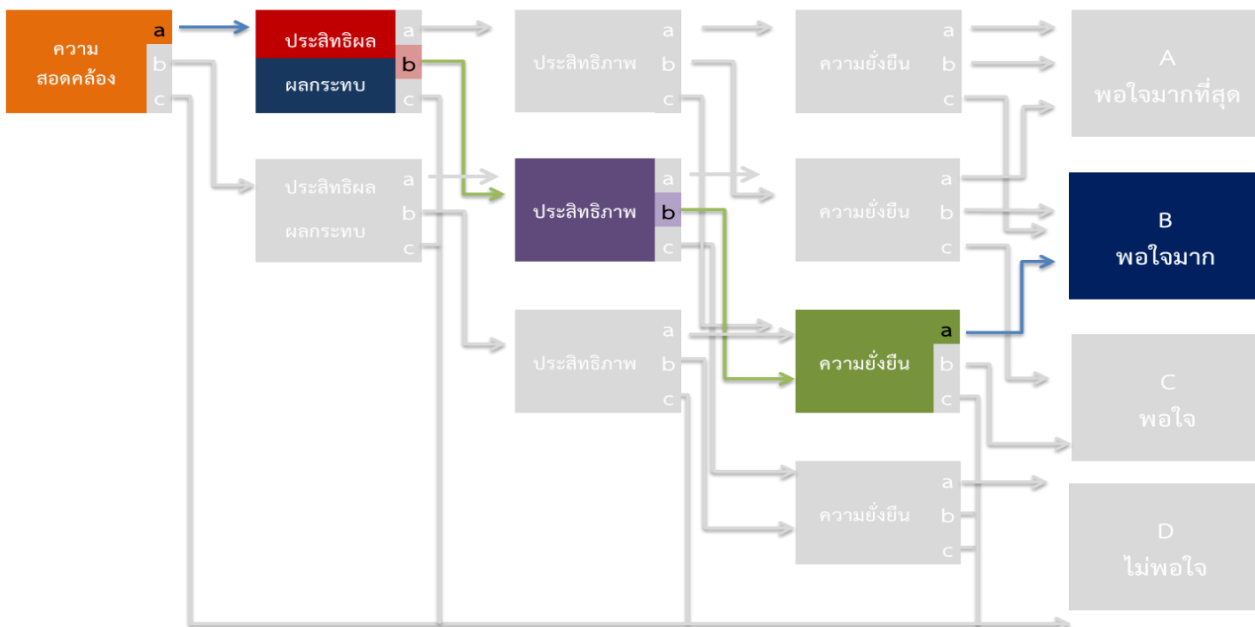 ความ
สอดคล้อง
a
b
c
ประสิทธิผล
ผลกระทบ
a
b
c
ประสิทธิภาพ
a
b
c
ความยั่งยืน
a
b
c
A
พอใจมากที่สุด
ประสิทธิผล
ผลกระทบ
a
b
c
ประสิทธิภาพ
a
b
c
ความยั่งยืน
a
b
c
B
พอใจมาก
ประสิทธิภาพ
a
b
c
ความยั่งยืน
a
b
c
C
พอใจ
ความยั่งยืน
a
b
c
D
ไม่พอใจ